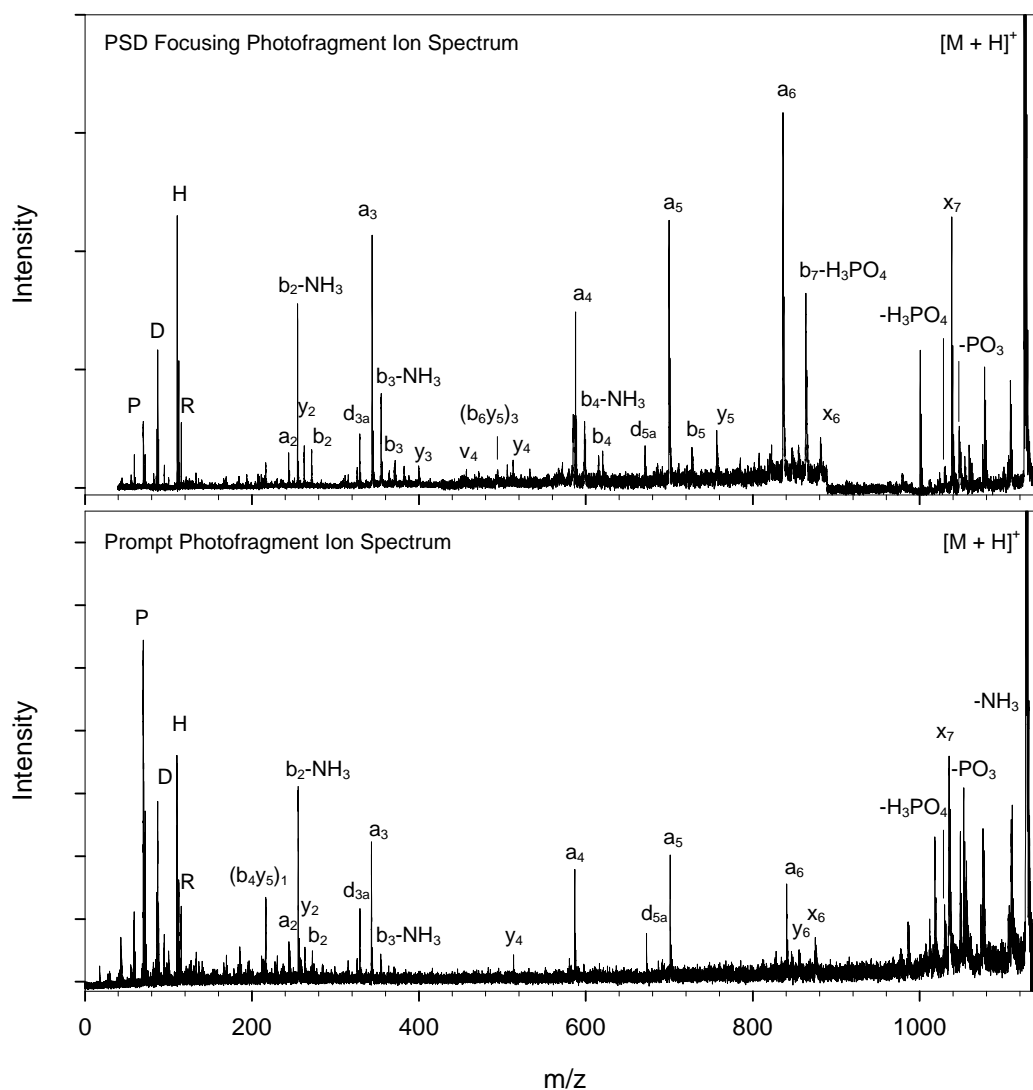 PSD Focusing Photofragment Ion Spectrum
[M + H]⁺
a₆
H
a₃
a₅
x₇
b₂-NH₃
b₇-H₃PO₄
a₄
-H₃PO₄
D
-PO₃
b₃-NH₃
P
R
y₂
d₃ₐ
(b₆y₅)₃
b₄-NH₃
a₂
b₂
b₃
y₃
v₄
y₄
b₄
d₅ₐ
b₅
y₅
x₆
Intensity
Prompt Photofragment Ion Spectrum
[M + H]⁺
P
-NH₃
H
x₇
D
b₂-NH₃
-PO₃
-H₃PO₄
a₃
a₄
a₅
R
(b₄y₅)₁
d₃ₐ
a₆
y₂
a₂
b₂
b₃-NH₃
y₄
d₅ₐ
y₆
x₆
Intensity
0 200 400 600 800 1000
m/z